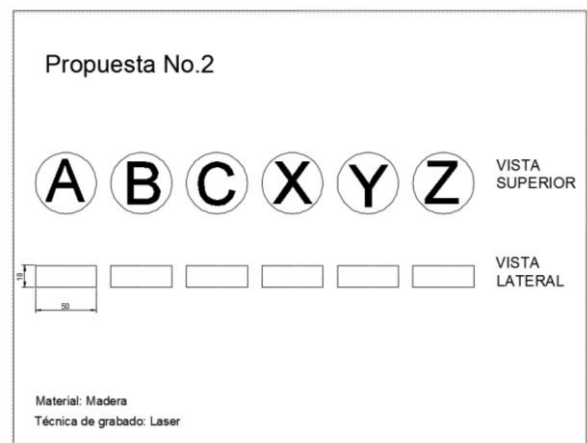 Propuesta No.2
A B C X Y Z
VISTA
SUPERIOR
VISTA
LATERAL
18
50
Material: Madera
Técnica de grabado: Laser